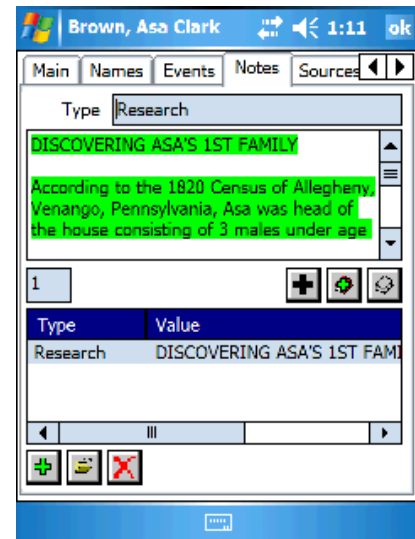 Brown, Asa Clark 1:11 ok
Main Names Events Notes Sources
Type Research
DISCOVERING ASA'S 1ST FAMILY
According to the 1820 Census of Allegheny,
Venango, Pennsylvania, Asa was head of
the house consisting of 3 males under age
1
Type Value
Research DISCOVERING ASA'S 1ST FAMI